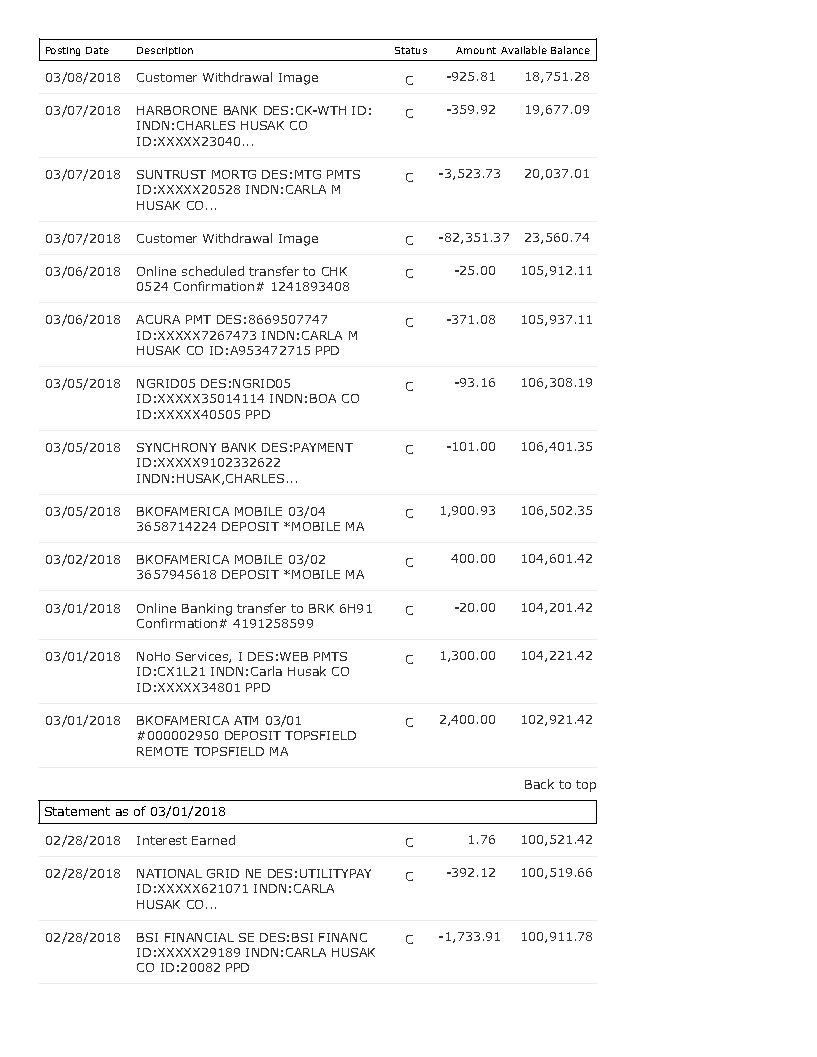 Posting Date Description Status Amount Available Balance
03/08/2018 Customer Withdrawal Image C -925.81 18,751.28
03/07/2018 HARBORONE BANK DES:CK-WTH ID: C -359.92 19,677.09
INDN:CHARLES HUSAK CO
ID:XXXXX23040...
03/07/2018 SUNTRUST MORTG DES:MTG PMTS C -3,523.73 20,037.01
ID:XXXXX20528 INDN:CARLA M
HUSAK CO...
03/07/2018 Customer Withdrawal Image C -82,351.37 23,560.74
03/06/2018 Online scheduled transfer to CHK C -25.00 105,912.11
0524 Confirmation# 1241893408
03/06/2018 ACURA PMT DES:8669507747 C -371.08 105,937.11
ID:XXXXX7267473 INDN:CARLA M
HUSAK CO ID:A953472715 PPD
03/05/2018 NGRID05 DES:NGRID05 C -93.16 106,308.19
ID:XXXXX35014114 INDN:BOA CO
ID:XXXXX40505 PPD
03/05/2018 SYNCHRONY BANK DES:PAYMENT C -101.00 106,401.35
ID:XXXXX9102332622
INDN:HUSAK,CHARLES...
03/05/2018 BKOFAMERICA MOBILE 03/04 C 1,900.93 106,502.35
3658714224 DEPOSIT *MOBILE MA
03/02/2018 BKOFAMERICA MOBILE 03/02 C 400.00 104,601.42
3657945618 DEPOSIT *MOBILE MA
03/01/2018 Online Banking transfer to BRK 6H91 C -20.00 104,201.42
Confirmation# 4191258599
03/01/2018 NoHo Services, I DES:WEB PMTS C 1,300.00 104,221.42
ID:CX1L21 INDN:Carla Husak CO
ID:XXXXX34801 PPD
03/01/2018 BKOFAMERICA ATM 03/01 C 2,400.00 102,921.42
#000002950 DEPOSIT TOPSFIELD
REMOTE TOPSFIELD MA
Back to top
Statement as of 03/01/2018
02/28/2018 Interest Earned C 1.76 100,521.42
02/28/2018 NATIONAL GRID NE DES:UTILITYPAY C -392.12 100,519.66
ID:XXXXX621071 INDN:CARLA
HUSAK CO...
02/28/2018 BSI FINANCIAL SE DES:BSI FINANC C -1,733.91 100,911.78
ID:XXXXX29189 INDN:CARLA HUSAK
CO ID:20082 PPD